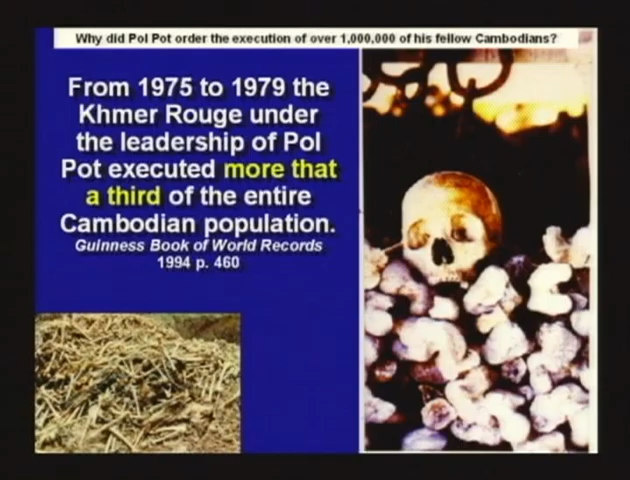 Why did Pol Pot order the execution of over 1,000,000 of his fellow Cambodians?
From 1975 to 1979 the
Khmer Rouge under
the leadership of Pol
Pot executed more that
a third of the entire
Cambodian population.
Guinness Book of World Records
1994 p. 460